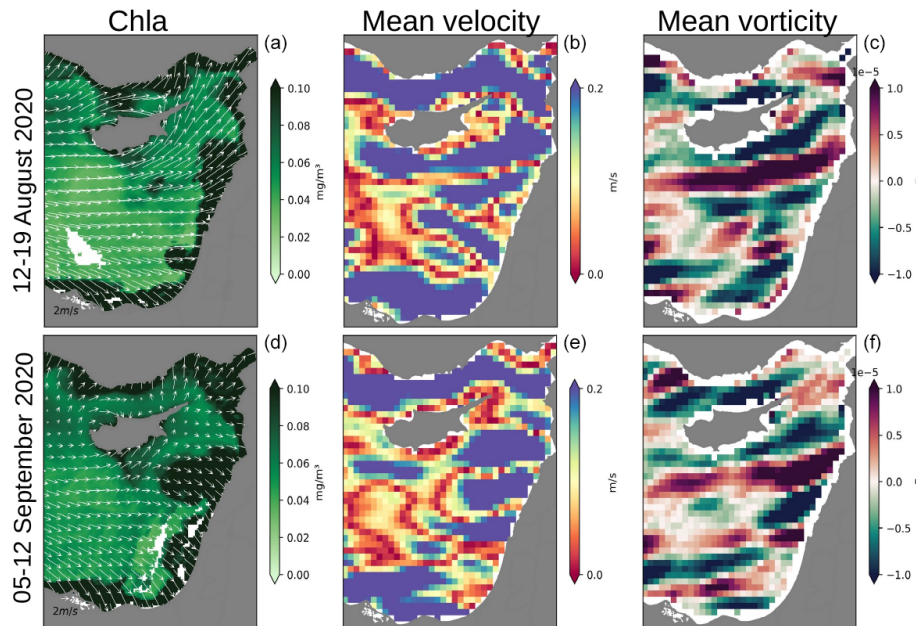 Chla
Mean velocity
Mean vorticity
12-19 August 2020
(a)
0.10
0.08
0.06
0.04
0.02
0.00
mg/m³
2m/s
(b)
0.2
0.0
m/s
(c)
1e-5
1.0
0.5
0.0
−0.5
−1.0
05-12 September 2020
(d)
0.10
0.08
0.06
0.04
0.02
0.00
mg/m³
2m/s
(e)
0.2
0.0
m/s
(f)
1e-5
1.0
0.5
0.0
−0.5
−1.0